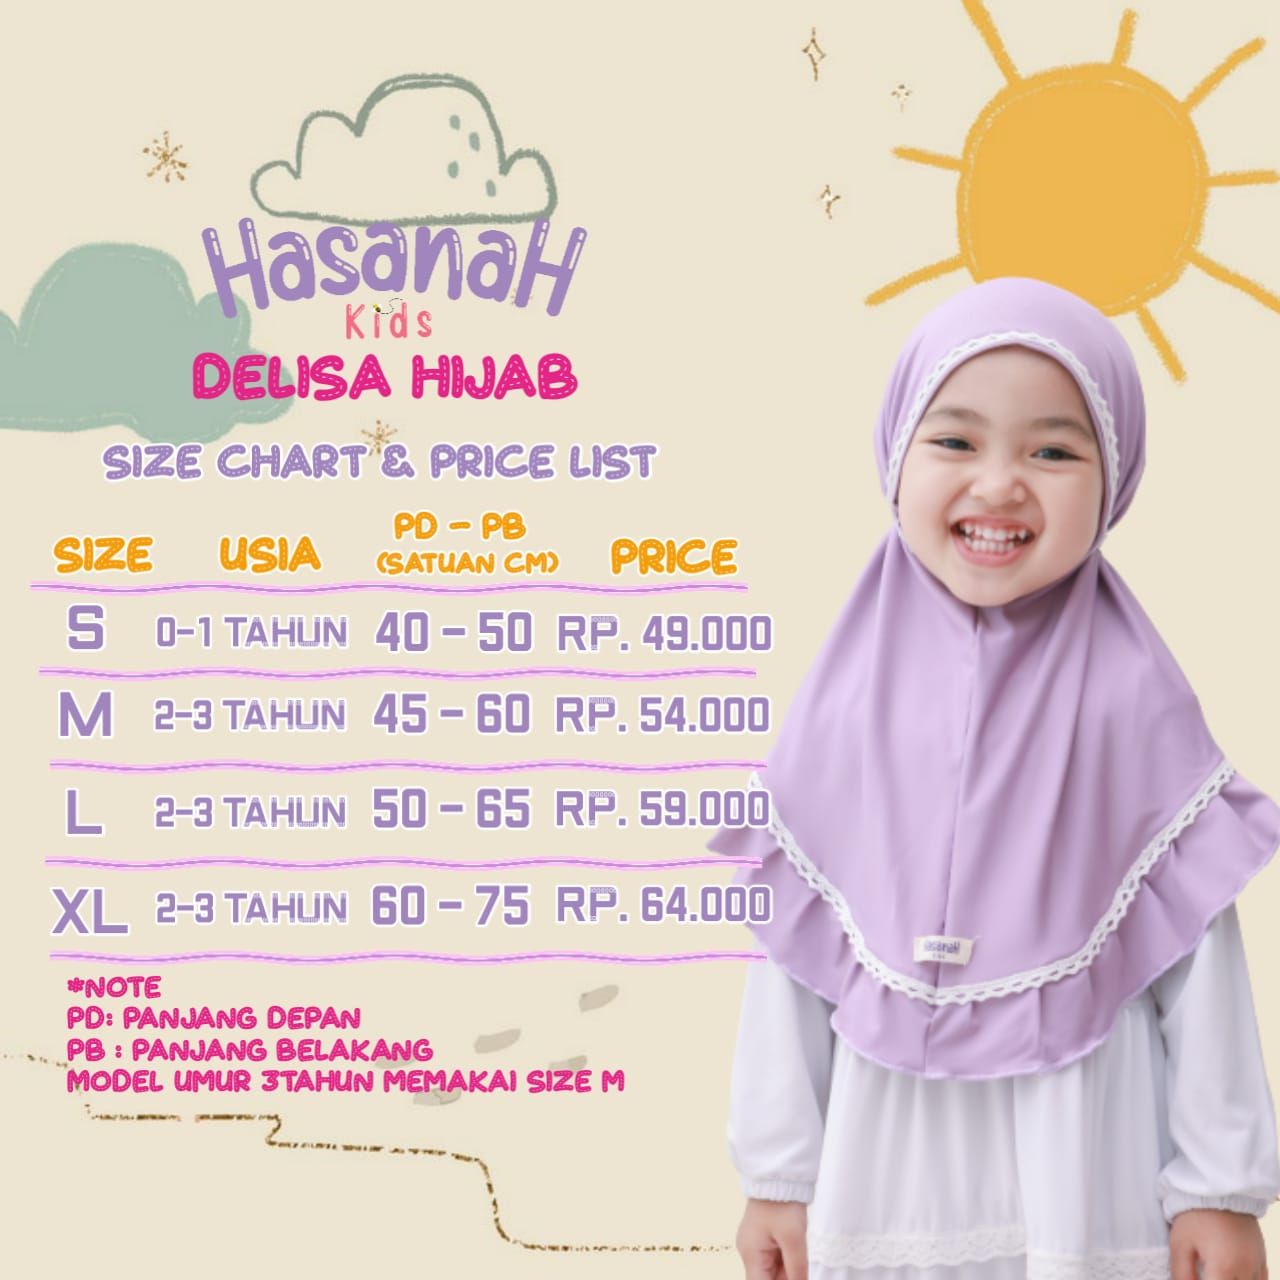 HasanaH
Kids
DELISA HIJAB
SIZE CHART & PRICE LIST
SIZE USIA PD - PB (SATUAN CM) PRICE
S 0-1 TAHUN 40 - 50 RP. 49.000
M 2-3 TAHUN 45 - 60 RP. 54.000
L 2-3 TAHUN 50 - 65 RP. 59.000
XL 2-3 TAHUN 60 - 75 RP. 64.000
*NOTE
PD: PANJANG DEPAN
PB : PANJANG BELAKANG
MODEL UMUR 3TAHUN MEMAKAI SIZE M
HasanaH